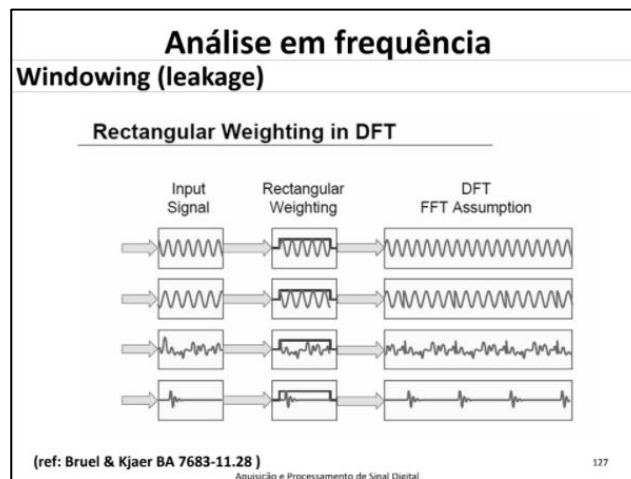 Análise em frequência
Windowing (leakage)
Rectangular Weighting in DFT
Input
Signal
Rectangular
Weighting
DFT
FFT Assumption
(ref: Bruel & Kjaer BA 7683-11.28 )
127
Aquisição e Processamento de Sinal Digital